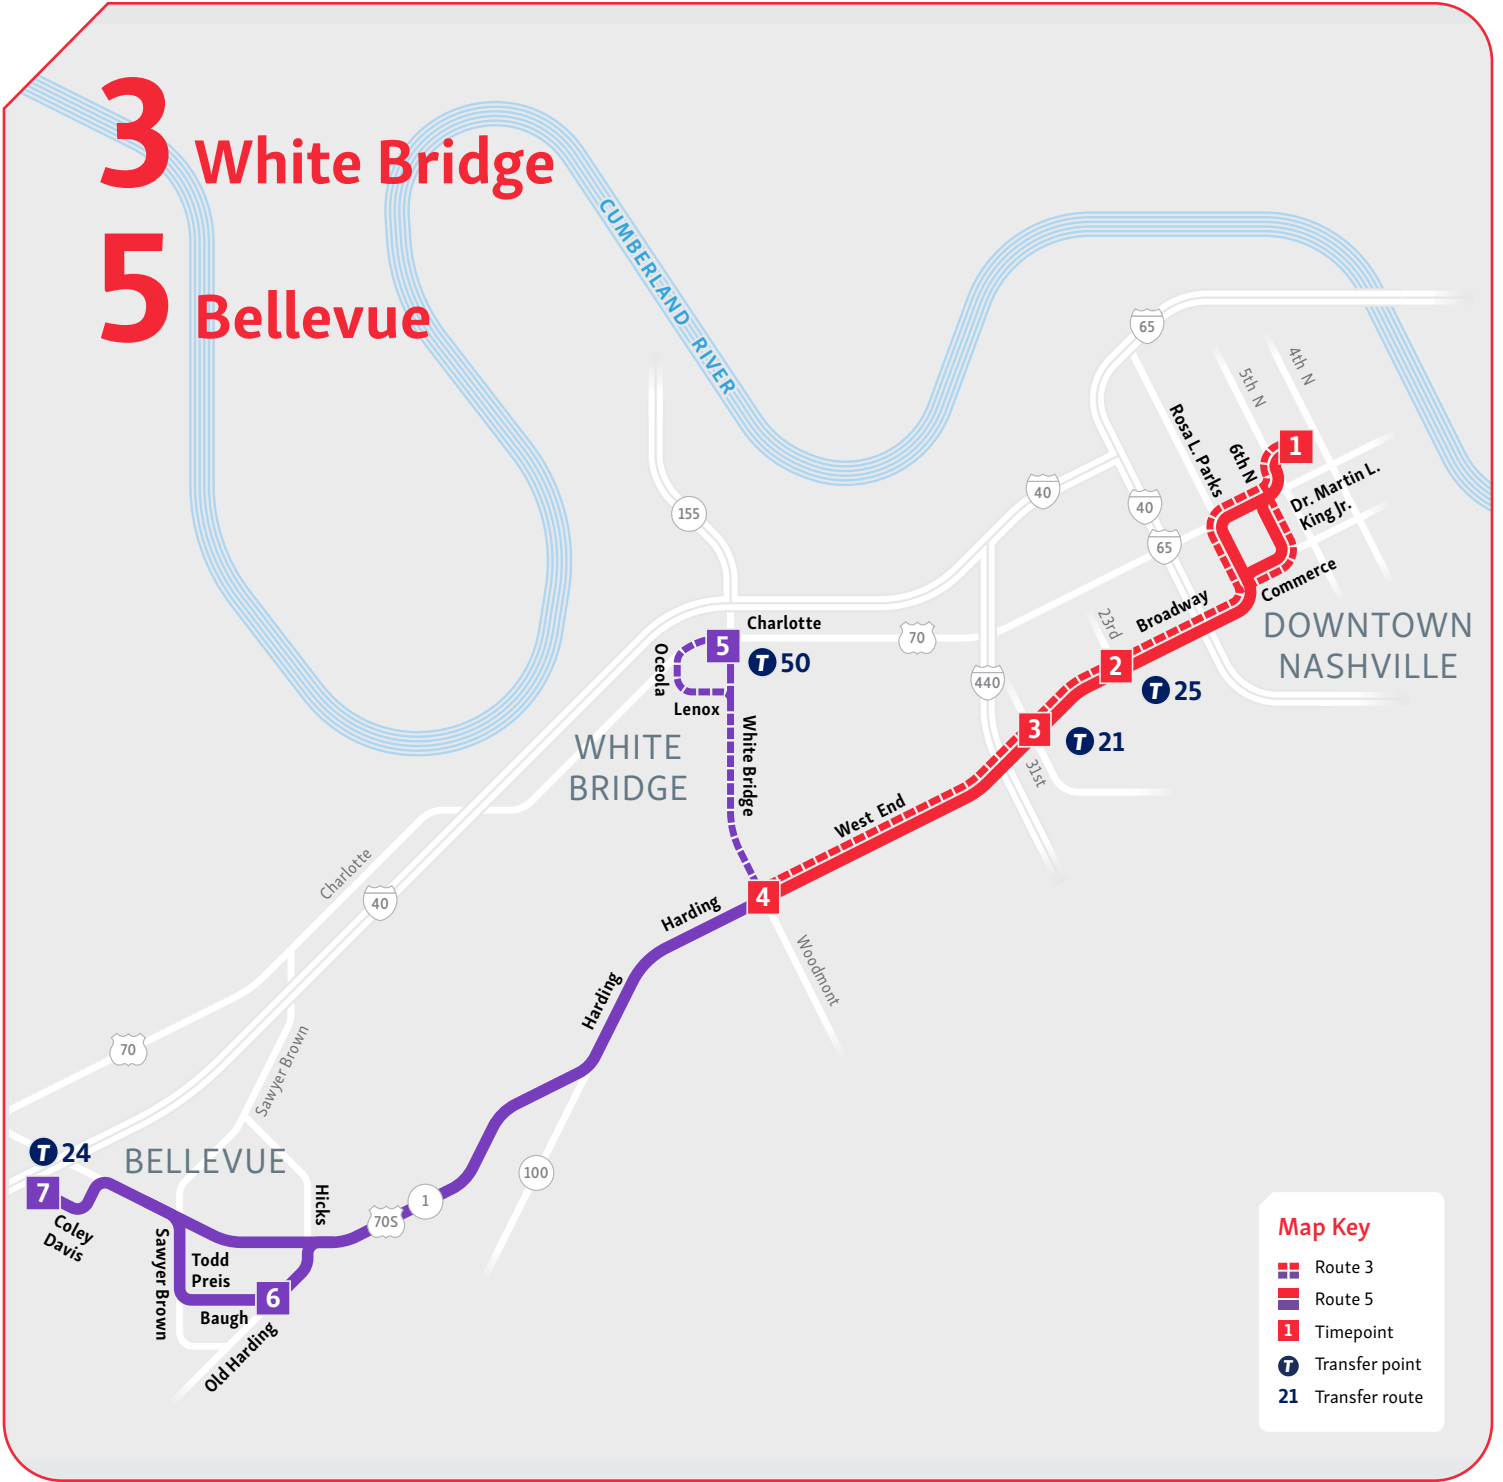 3 White Bridge
5 Bellevue
CUMBERLAND RIVER
65
4th N
5th N
Rosa L. Parks
6th N
1
Dr. Martin L.
King Jr.
40
40
65
155
Commerce
Broadway
23rd
DOWNTOWN
NASHVILLE
Charlotte
70
5
T 50
Oceola
Lenox
2
T 25
440
3
T 21
31st
WHITE
BRIDGE
White Bridge
West End
Charlotte
40
4
Harding
Woodmont
Harding
70
Sawyer Brown
T 24
BELLEVUE
7
Coley
Davis
Hicks
100
1
70S
Sawyer Brown
Todd
Preis
6
Baugh
Old Harding
Map Key
Route 3
Route 5
1 Timepoint
T Transfer point
21 Transfer route